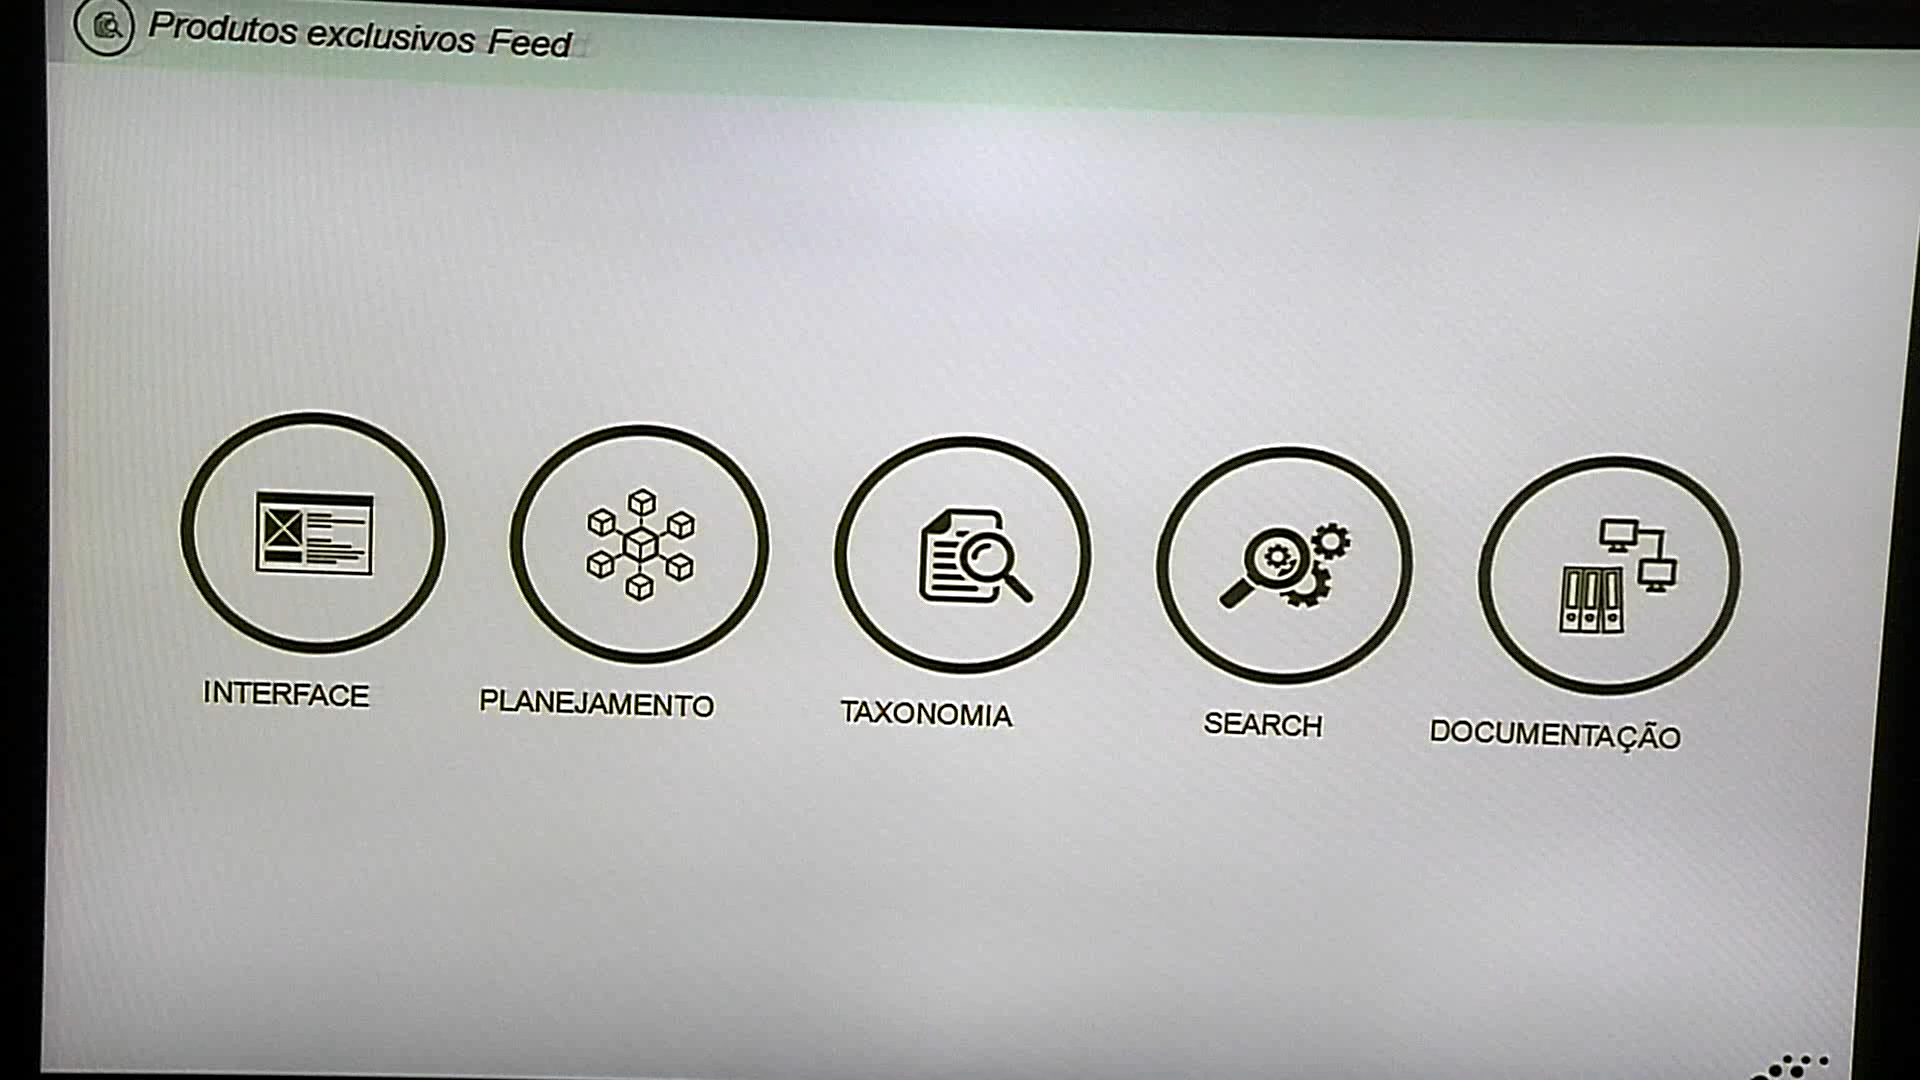 Produtos exclusivos Feed
INTERFACE
PLANEJAMENTO
TAXONOMIA
SEARCH
DOCUMENTAÇÃO